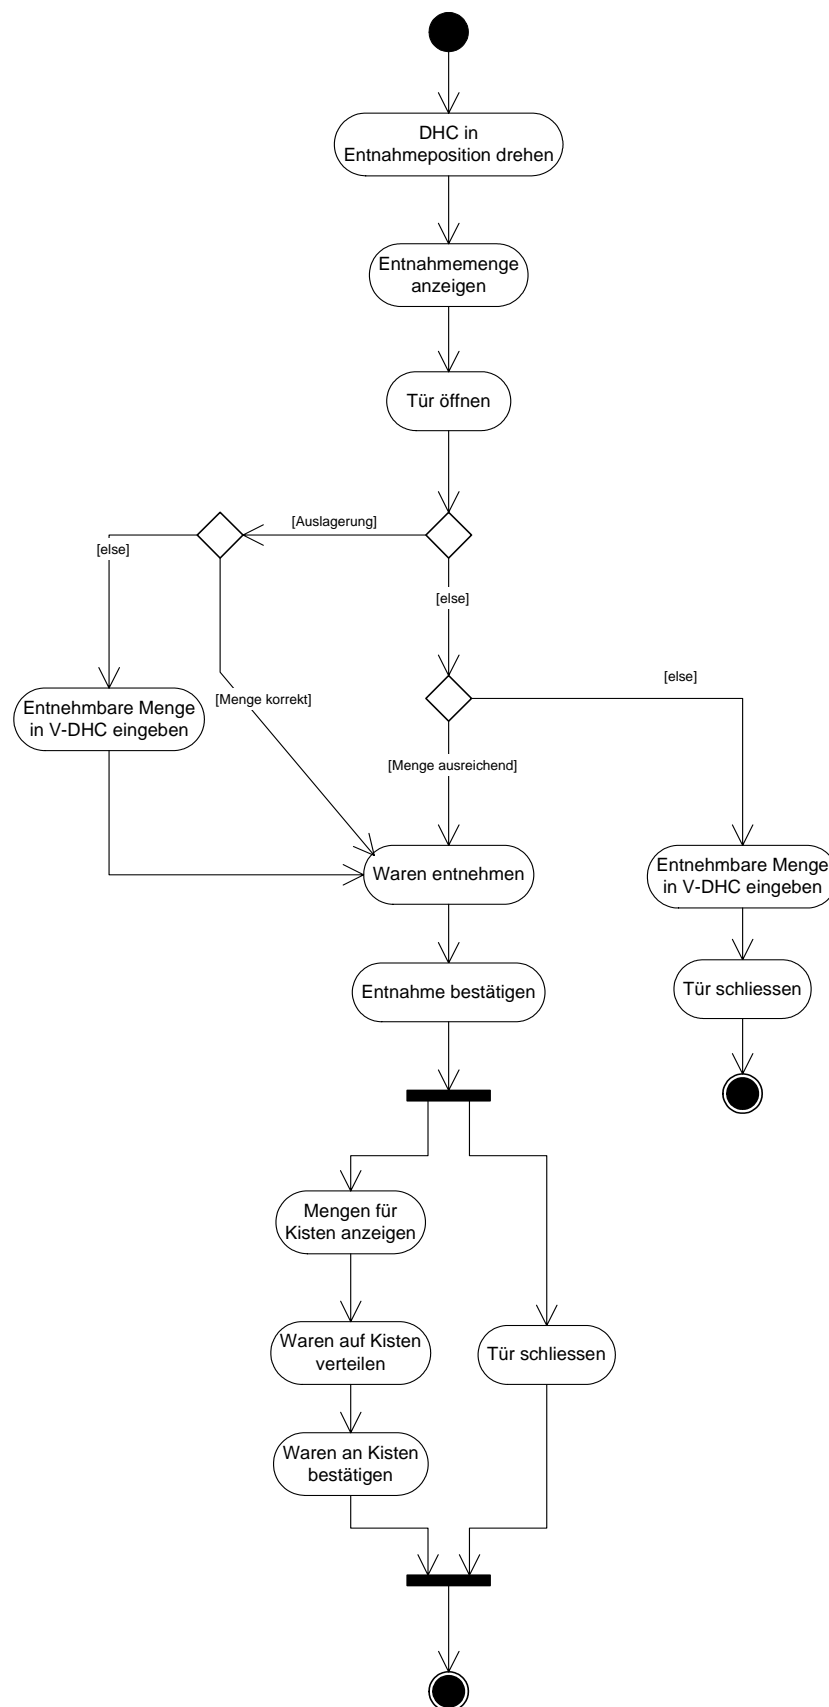 DHC in
Entnahmeposition drehen
Entnahmemenge
anzeigen
Tür öffnen
[Auslagerung]
[else]
[else]
[else]
Entnehmbare Menge
in V-DHC eingeben
[Menge korrekt]
[Menge ausreichend]
Waren entnehmen
Entnehmbare Menge
in V-DHC eingeben
Entnahme bestätigen
Tür schliessen
Mengen für
Kisten anzeigen
Waren auf Kisten
verteilen
Tür schliessen
Waren an Kisten
bestätigen